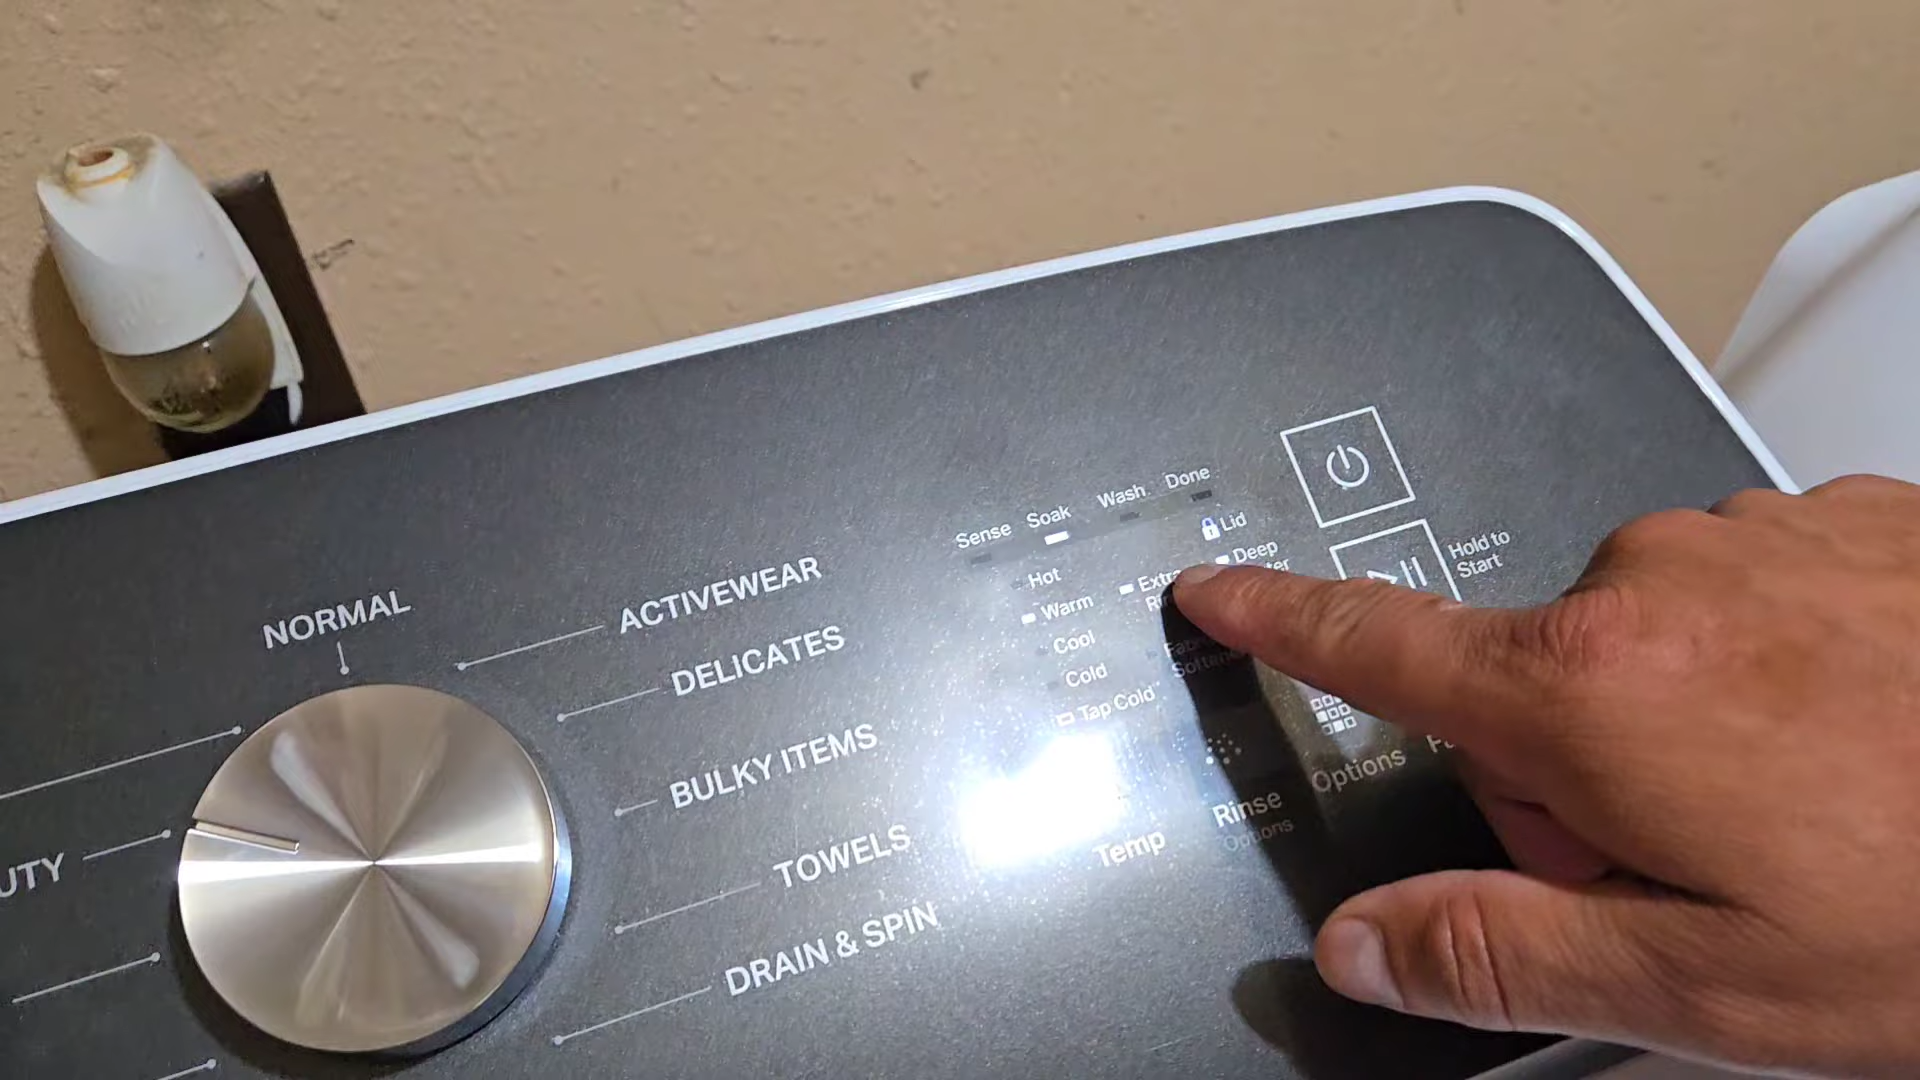 NORMAL
ACTIVEWEAR
DELICATES
BULKY ITEMS
TOWELS
DRAIN & SPIN
UTY
Sense Soak Wash Done
Lid
Hot
Warm
Cool
Cold
Tap Cold
Extra
Deep
Hold to
Start
Temp
Rinse
Options
Options